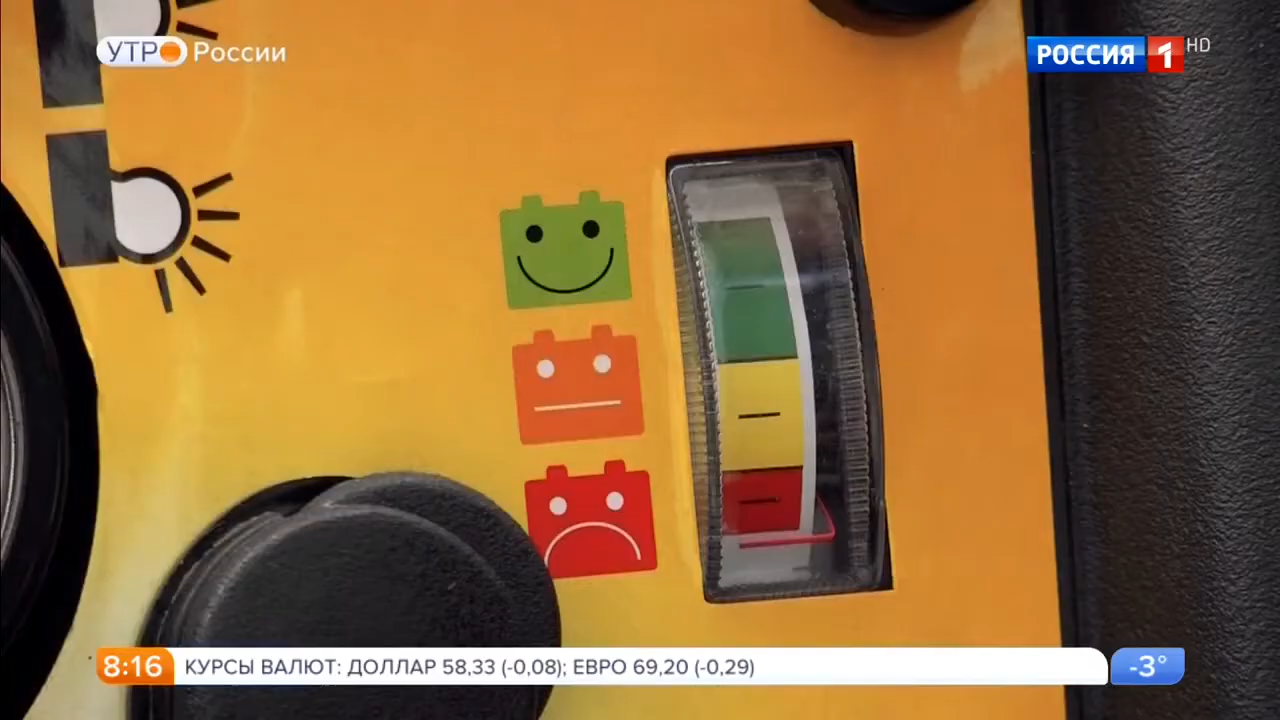 УТРО России
РОССИЯ 1 HD
8:16 КУРСЫ ВАЛЮТ: ДОЛЛАР 58,33 (-0,08); ЕВРО 69,20 (-0,29) -3°